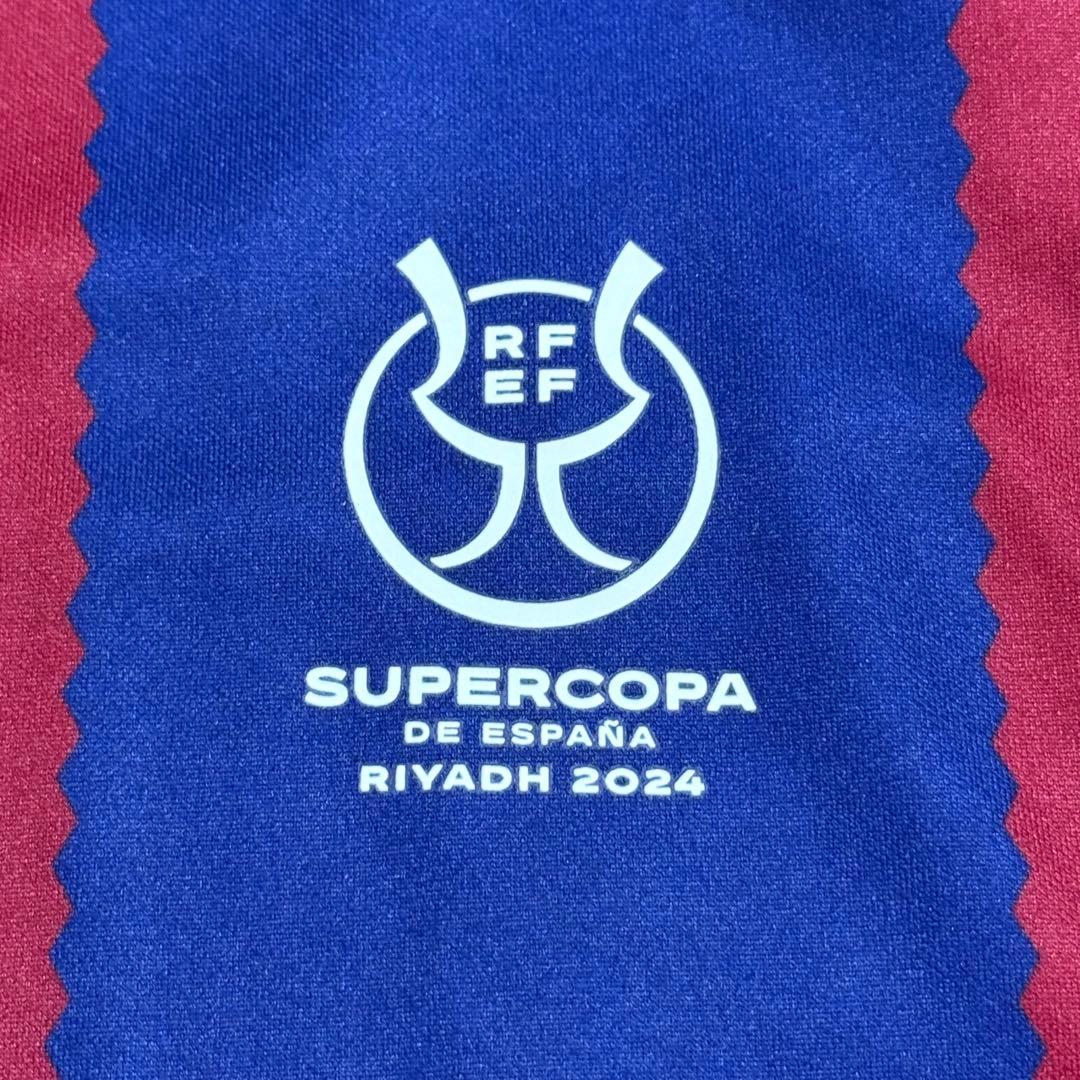 RF
EF
SUPERCOPA
DE ESPAÑA
RIYADH 2024